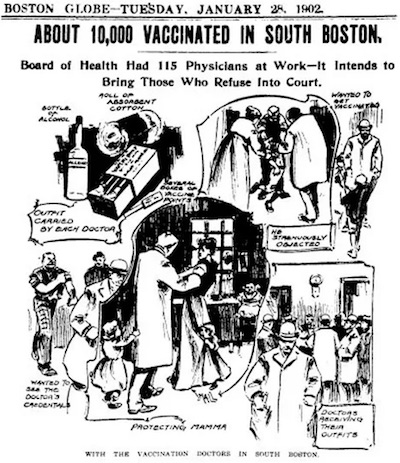 BOSTON GLOBE—TUESDAY, JANUARY 28, 1902.
ABOUT 10,000 VACCINATED IN SOUTH BOSTON.
Board of Health Had 115 Physicians at Work—It Intends to
Bring Those Who Refuse Into Court.
BOTTLE
OF
ALCOHOL
ROLL OF
ABSORBENT
COTTON
SEVERAL
DOZEN OF
VACCINE
POINTS
OUTFIT
CARRIED
BY EACH DOCTOR
WANTED TO
GET
VACCINATED
HE
STRENUOUSLY
OBJECTED
WANTED TO
SEE THE
DOCTOR'S
CREDENTIALS
PROTECTING MAMMA
DOCTORS
RECEIVING
THEIR
OUTFITS
WITH THE VACCINATION DOCTORS IN SOUTH BOSTON.